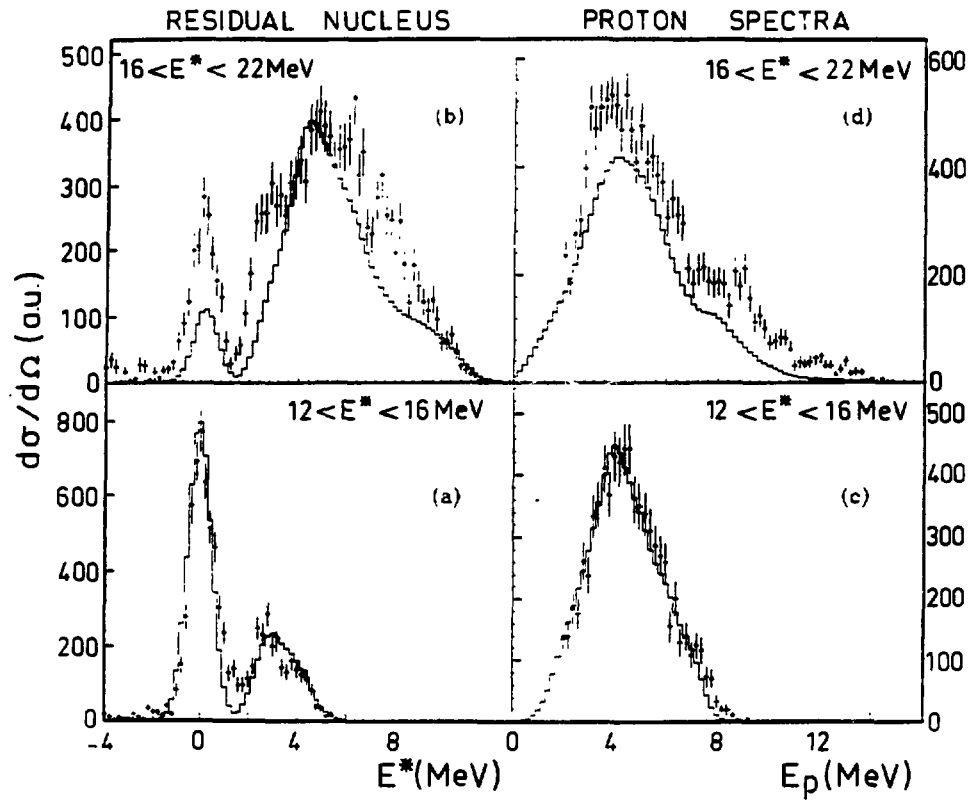 RESIDUAL NUCLEUS PROTON SPECTRA
500 16<E*<22MeV 16<E*<22MeV 600
(b) (d)
400
400
300
200
200
100
0 0
dσ/dΩ (a.u.)
800 12<E*<16MeV 12<E*<16MeV 500
400
600 (a) (c)
300
400
200
200
100
0 0
-4 0 4 8 0 4 8 12
E*(MeV) Ep(MeV)